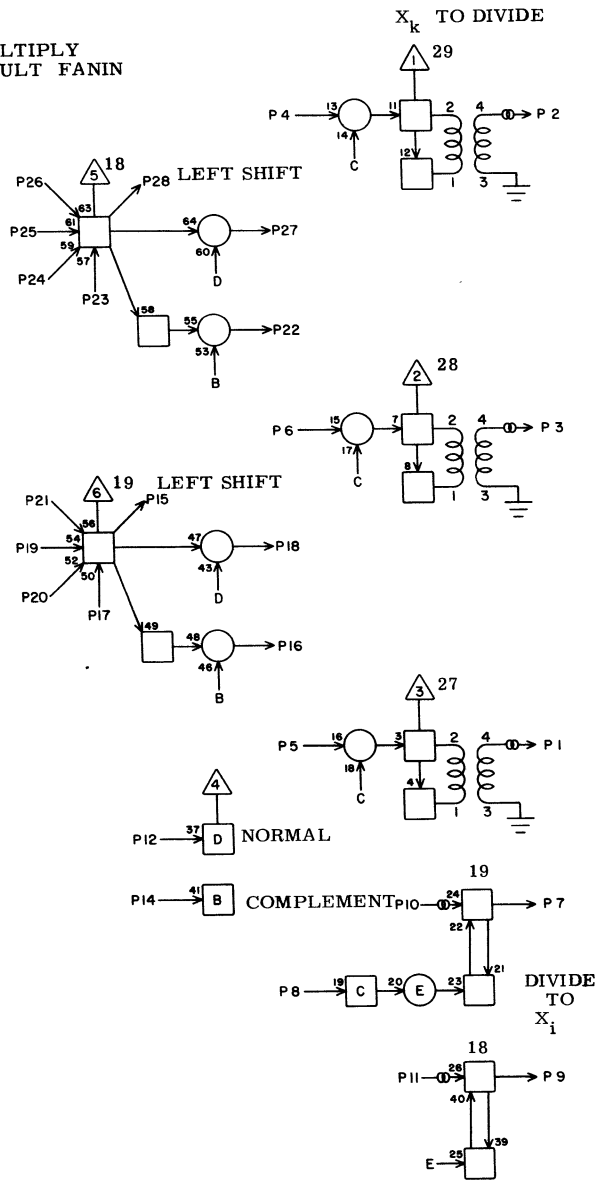 X k TO DIVIDE
LTIPLY
ULT FANIN
1 29
P4 13 11 2 4 P2
14 C 12 1 3
5 18 LEFT SHIFT
P26 63 P28
P25 61 64 P27
P24 59 57 60
P23 D
58 55 P22
53
B
2 28
P6 15 7 2 4 P3
17 C 8 1 3
6 19 LEFT SHIFT
P21 56 P15
P19 54 47 P18
P20 52 50 43
P17 D
49 48 P16
46
B
3 27
P5 16 3 2 4 P1
18 C 4 1 3
4
P12 37 D NORMAL
P14 41 B COMPLEMENT
19
P10 24 P7
22 21
P8 19 C 20 E 23
DIVIDE
TO
X i
18
P11 26 P9
40 39
E 25